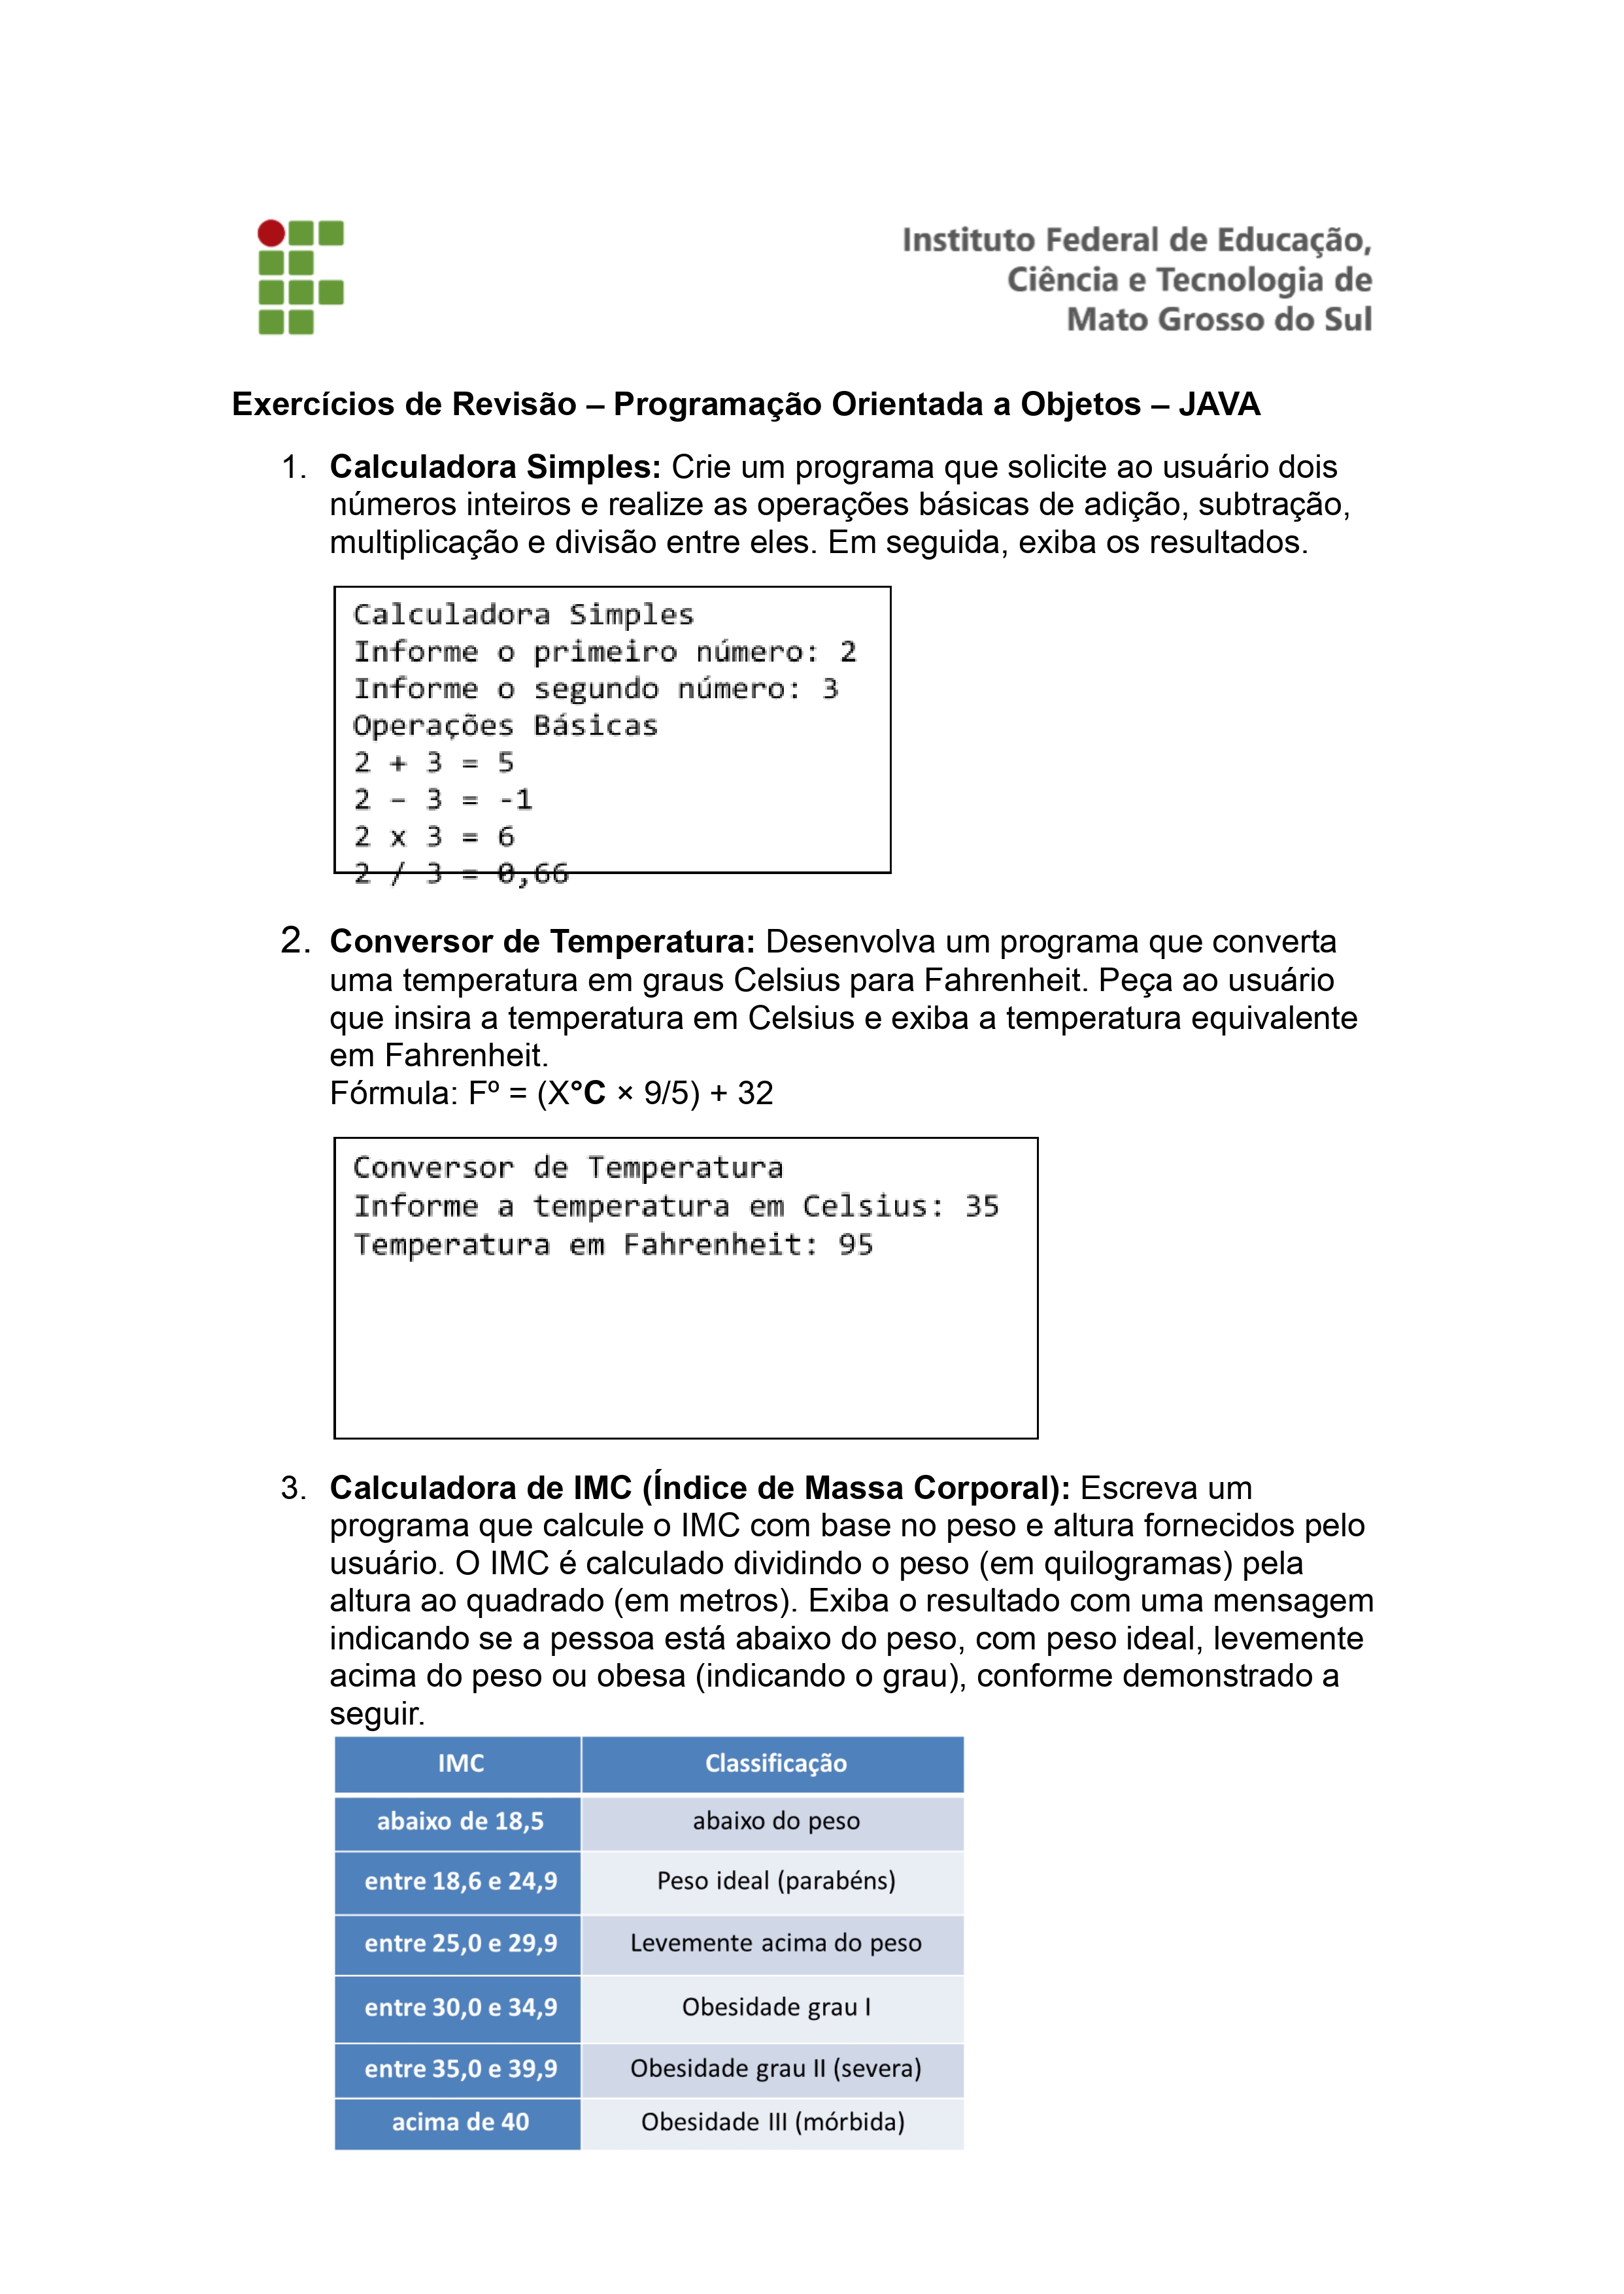 Instituto Federal de Educação,
Ciência e Tecnologia de
Mato Grosso do Sul
Exercícios de Revisão – Programação Orientada a Objetos – JAVA
1. Calculadora Simples: Crie um programa que solicite ao usuário dois
números inteiros e realize as operações básicas de adição, subtração,
multiplicação e divisão entre eles. Em seguida, exiba os resultados.
Calculadora Simples
Informe o primeiro número: 2
Informe o segundo número: 3
Operações Básicas
2 + 3 = 5
2 – 3 = -1
2 x 3 = 6
2 / 3 = 0,66
2. Conversor de Temperatura: Desenvolva um programa que converta
uma temperatura em graus Celsius para Fahrenheit. Peça ao usuário
que insira a temperatura em Celsius e exiba a temperatura equivalente
em Fahrenheit.
Fórmula: Fº = (X°C × 9/5) + 32
Conversor de Temperatura
Informe a temperatura em Celsius: 35
Temperatura em Fahrenheit: 95
3. Calculadora de IMC (Índice de Massa Corporal): Escreva um
programa que calcule o IMC com base no peso e altura fornecidos pelo
usuário. O IMC é calculado dividindo o peso (em quilogramas) pela
altura ao quadrado (em metros). Exiba o resultado com uma mensagem
indicando se a pessoa está abaixo do peso, com peso ideal, levemente
acima do peso ou obesa (indicando o grau), conforme demonstrado a
seguir.
IMC Classificação
abaixo de 18,5 abaixo do peso
entre 18,6 e 24,9 Peso ideal (parabéns)
entre 25,0 e 29,9 Levemente acima do peso
entre 30,0 e 34,9 Obesidade grau I
entre 35,0 e 39,9 Obesidade grau II (severa)
acima de 40 Obesidade III (mórbida)